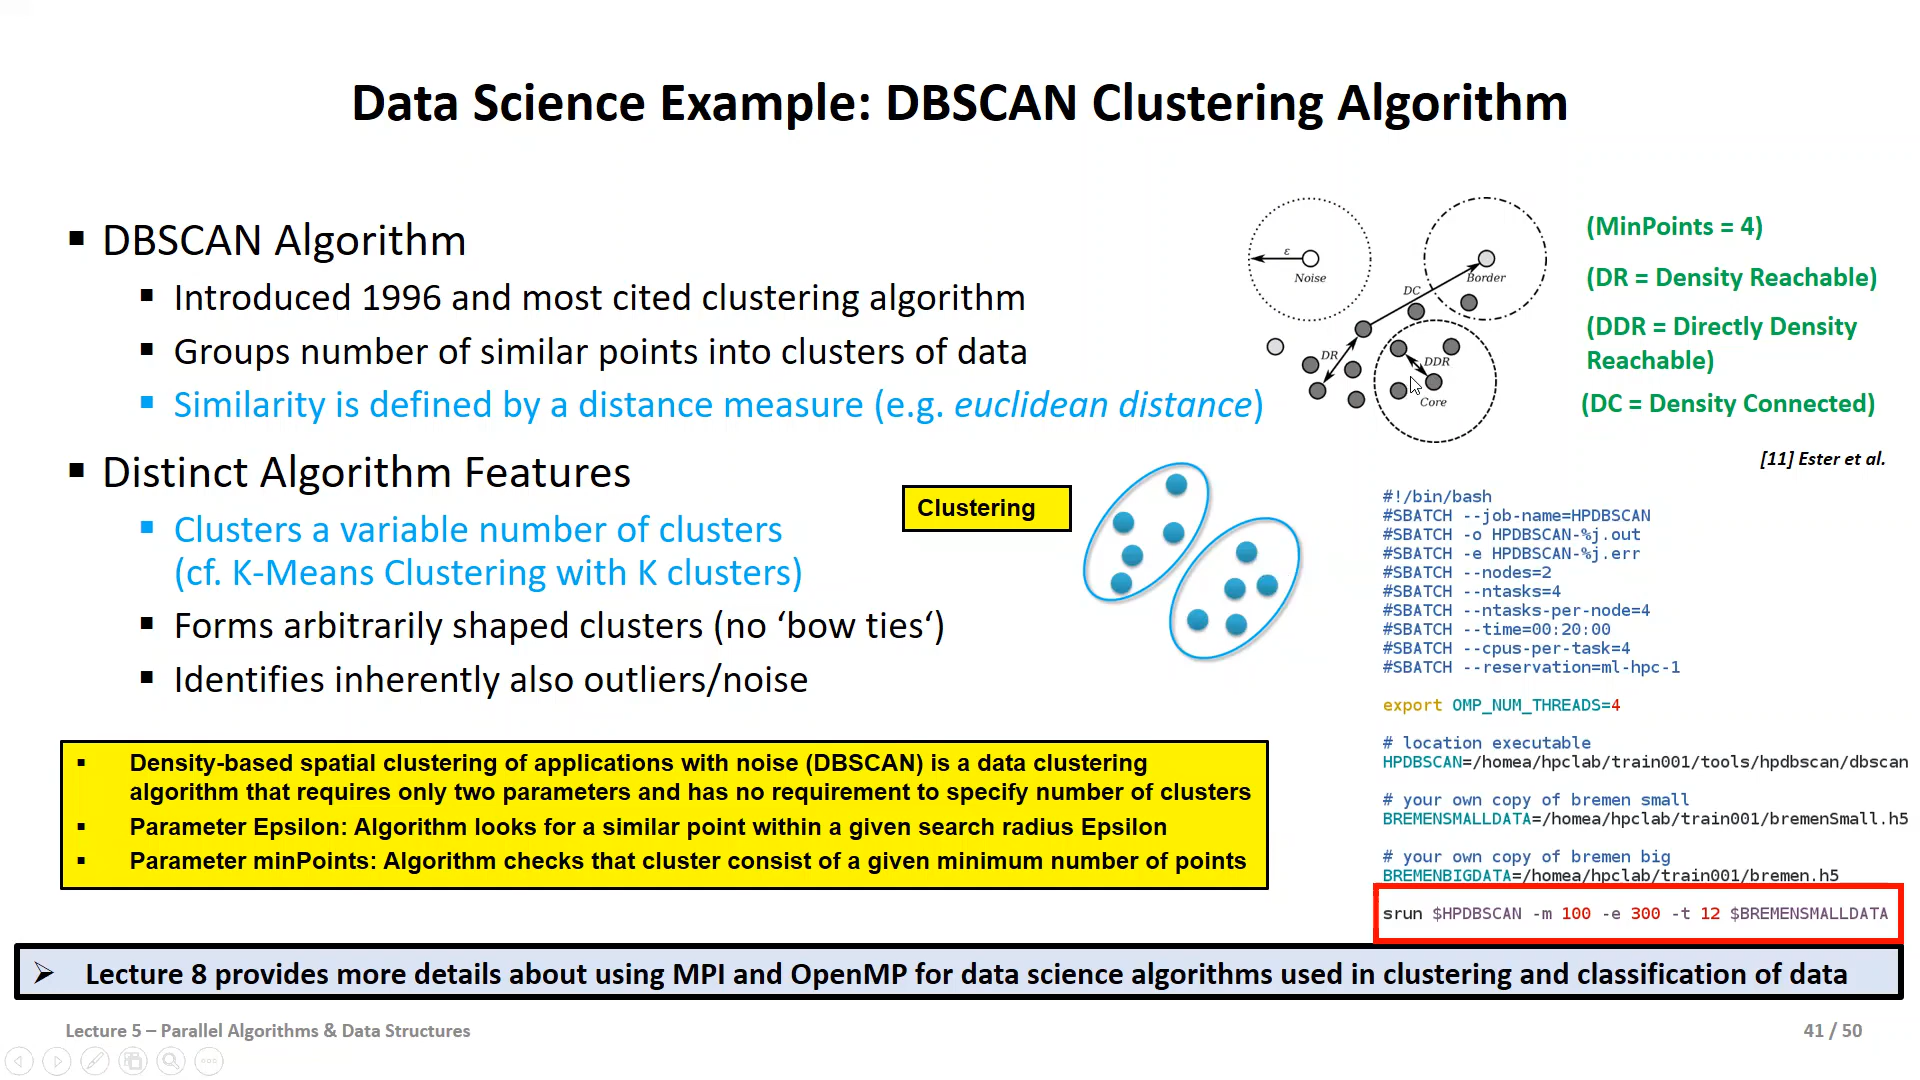 Data Science Example: DBSCAN Clustering Algorithm
DBSCAN Algorithm
Introduced 1996 and most cited clustering algorithm
Groups number of similar points into clusters of data
Similarity is defined by a distance measure (e.g. euclidean distance)
Distinct Algorithm Features
Clusters a variable number of clusters
(cf. K-Means Clustering with K clusters)
Forms arbitrarily shaped clusters (no ‘bow ties‘)
Identifies inherently also outliers/noise
ε
Noise
Border
DC
DR
DDR
Core
(MinPoints = 4)
(DR = Density Reachable)
(DDR = Directly Density
Reachable)
(DC = Density Connected)
[11] Ester et al.
Clustering
#!/bin/bash
#SBATCH --job-name=HPDBSCAN
#SBATCH -o HPDBSCAN-%j.out
#SBATCH -e HPDBSCAN-%j.err
#SBATCH --nodes=2
#SBATCH --ntasks=4
#SBATCH --ntasks-per-node=4
#SBATCH --time=00:20:00
#SBATCH --cpus-per-task=4
#SBATCH --reservation=ml-hpc-1
export OMP_NUM_THREADS=4
# location executable
HPDBSCAN=/homea/hpclab/train001/tools/hpdbscan/dbscan
# your own copy of bremen small
BREMENSMALLDATA=/homea/hpclab/train001/bremenSmall.h5
# your own copy of bremen big
BREMENBIGDATA=/homea/hpclab/train001/bremen.h5
srun $HPDBSCAN -m 100 -e 300 -t 12 $BREMENSMALLDATA
Density-based spatial clustering of applications with noise (DBSCAN) is a data clustering
algorithm that requires only two parameters and has no requirement to specify number of clusters
Parameter Epsilon: Algorithm looks for a similar point within a given search radius Epsilon
Parameter minPoints: Algorithm checks that cluster consist of a given minimum number of points
Lecture 8 provides more details about using MPI and OpenMP for data science algorithms used in clustering and classification of data
Lecture 5 – Parallel Algorithms & Data Structures
41 / 50